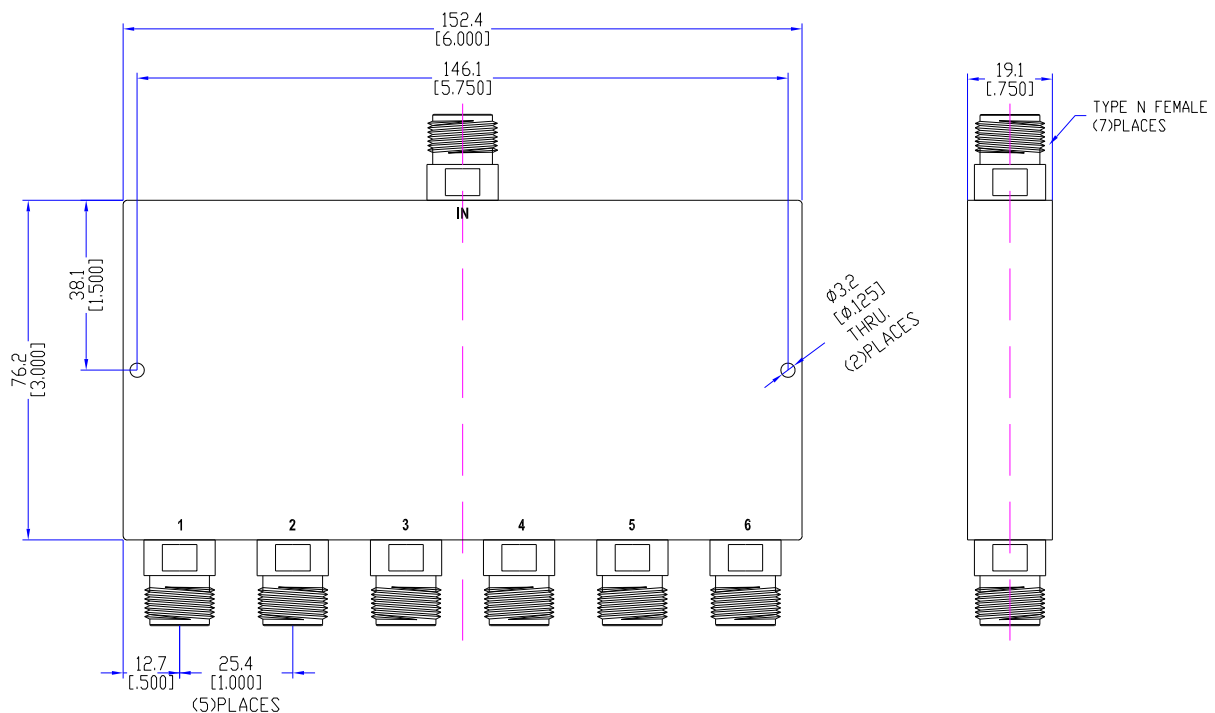 152.4
[6.000]
146.1
[5.750]
19.1
[.750]
TYPE N FEMALE
(7)PLACES
IN
38.1
[1.500]
76.2
[3.000]
Ø3.2
[Ø.125]
THRU.
(2)PLACES
1 2 3 4 5 6
12.7
[.500]
25.4
[1.000]
(5)PLACES